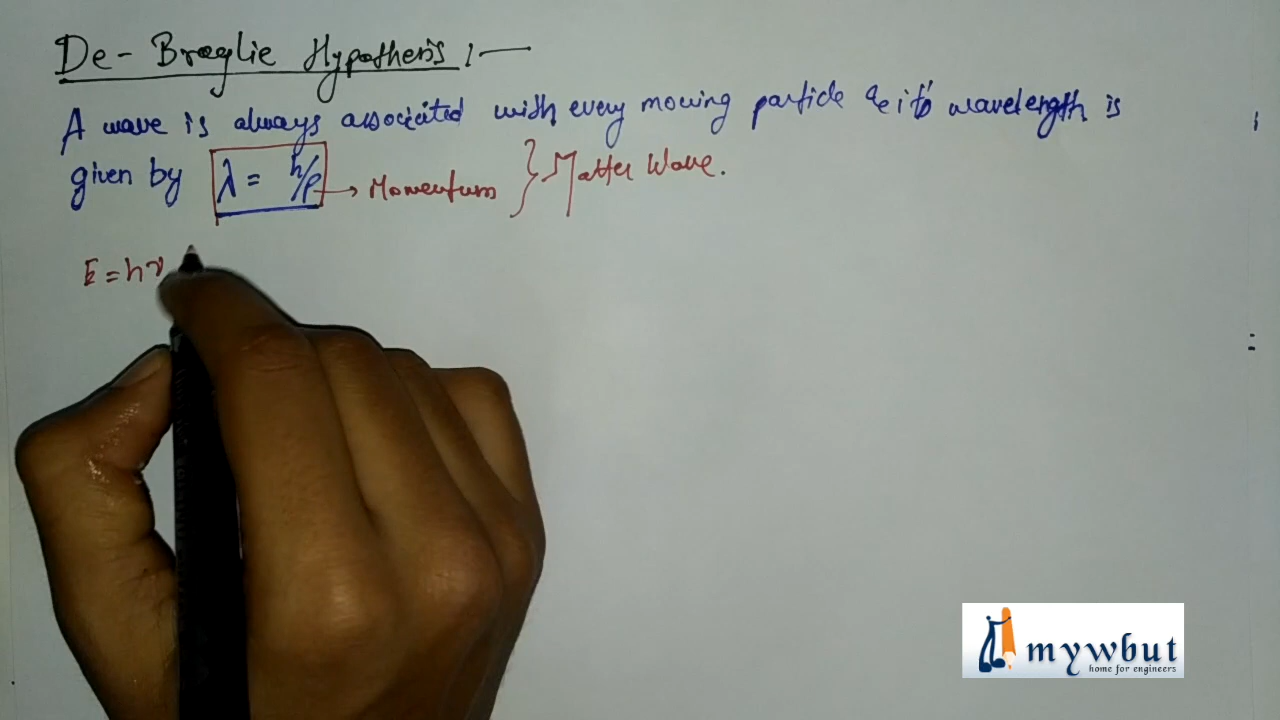 De- Broglie Hypothesis :—
A wave is always associated with every moving particle & it's wavelength is
given by λ = h/p → Momentum } Matter Wave.
E = hν
mywbut
home for engineers